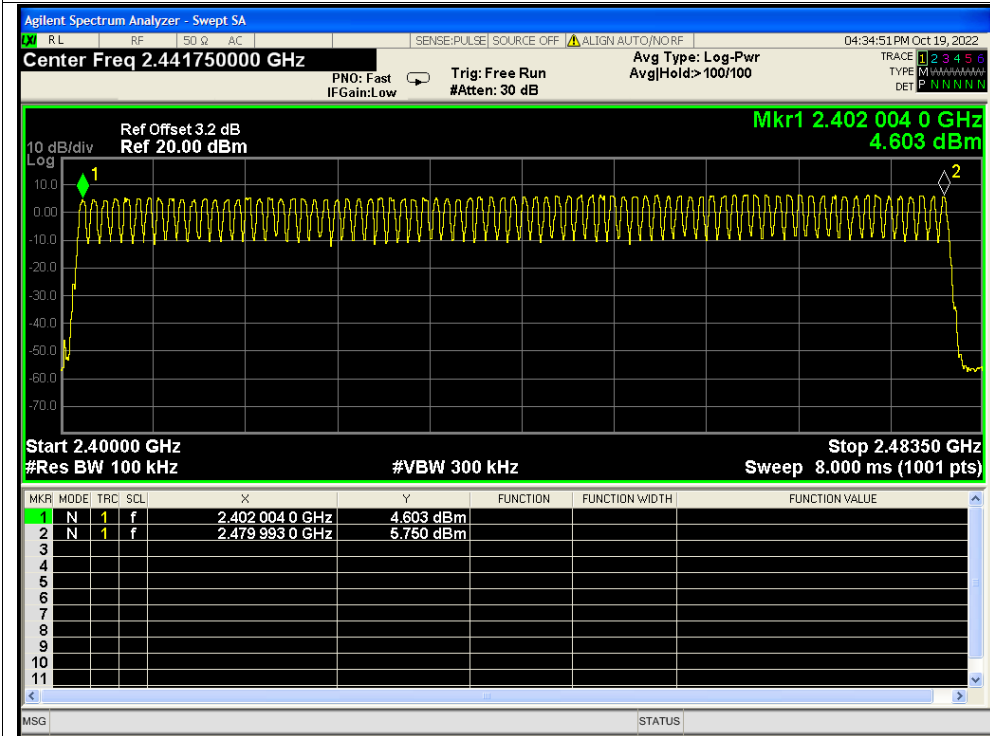 Agilent Spectrum Analyzer - Swept SA
LXI RL RF 50 Ω AC SENSE:PULSE SOURCE OFF ALIGN AUTO/NO RF 04:34:51 PM Oct 19, 2022
Center Freq 2.441750000 GHz Avg Type: Log-Pwr TRACE 1 2 3 4 5 6
PNO: Fast Trig: Free Run Avg|Hold:>100/100 TYPE M WWWWW
IFGain:Low #Atten: 30 dB DET P N N N N N
Mkr1 2.402 004 0 GHz
Ref Offset 3.2 dB
10 dB/div Ref 20.00 dBm 4.603 dBm
Log
1
2
10.0
0.00
-10.0
-20.0
-30.0
-40.0
-50.0
-60.0
-70.0
Start 2.40000 GHz Stop 2.48350 GHz
#Res BW 100 kHz #VBW 300 kHz Sweep 8.000 ms (1001 pts)
MKR MODE TRC SCL X Y FUNCTION FUNCTION WIDTH FUNCTION VALUE
1 N 1 f 2.402 004 0 GHz 4.603 dBm
2 N 1 f 2.479 993 0 GHz 5.750 dBm
3
4
5
6
7
8
9
10
11
MSG STATUS